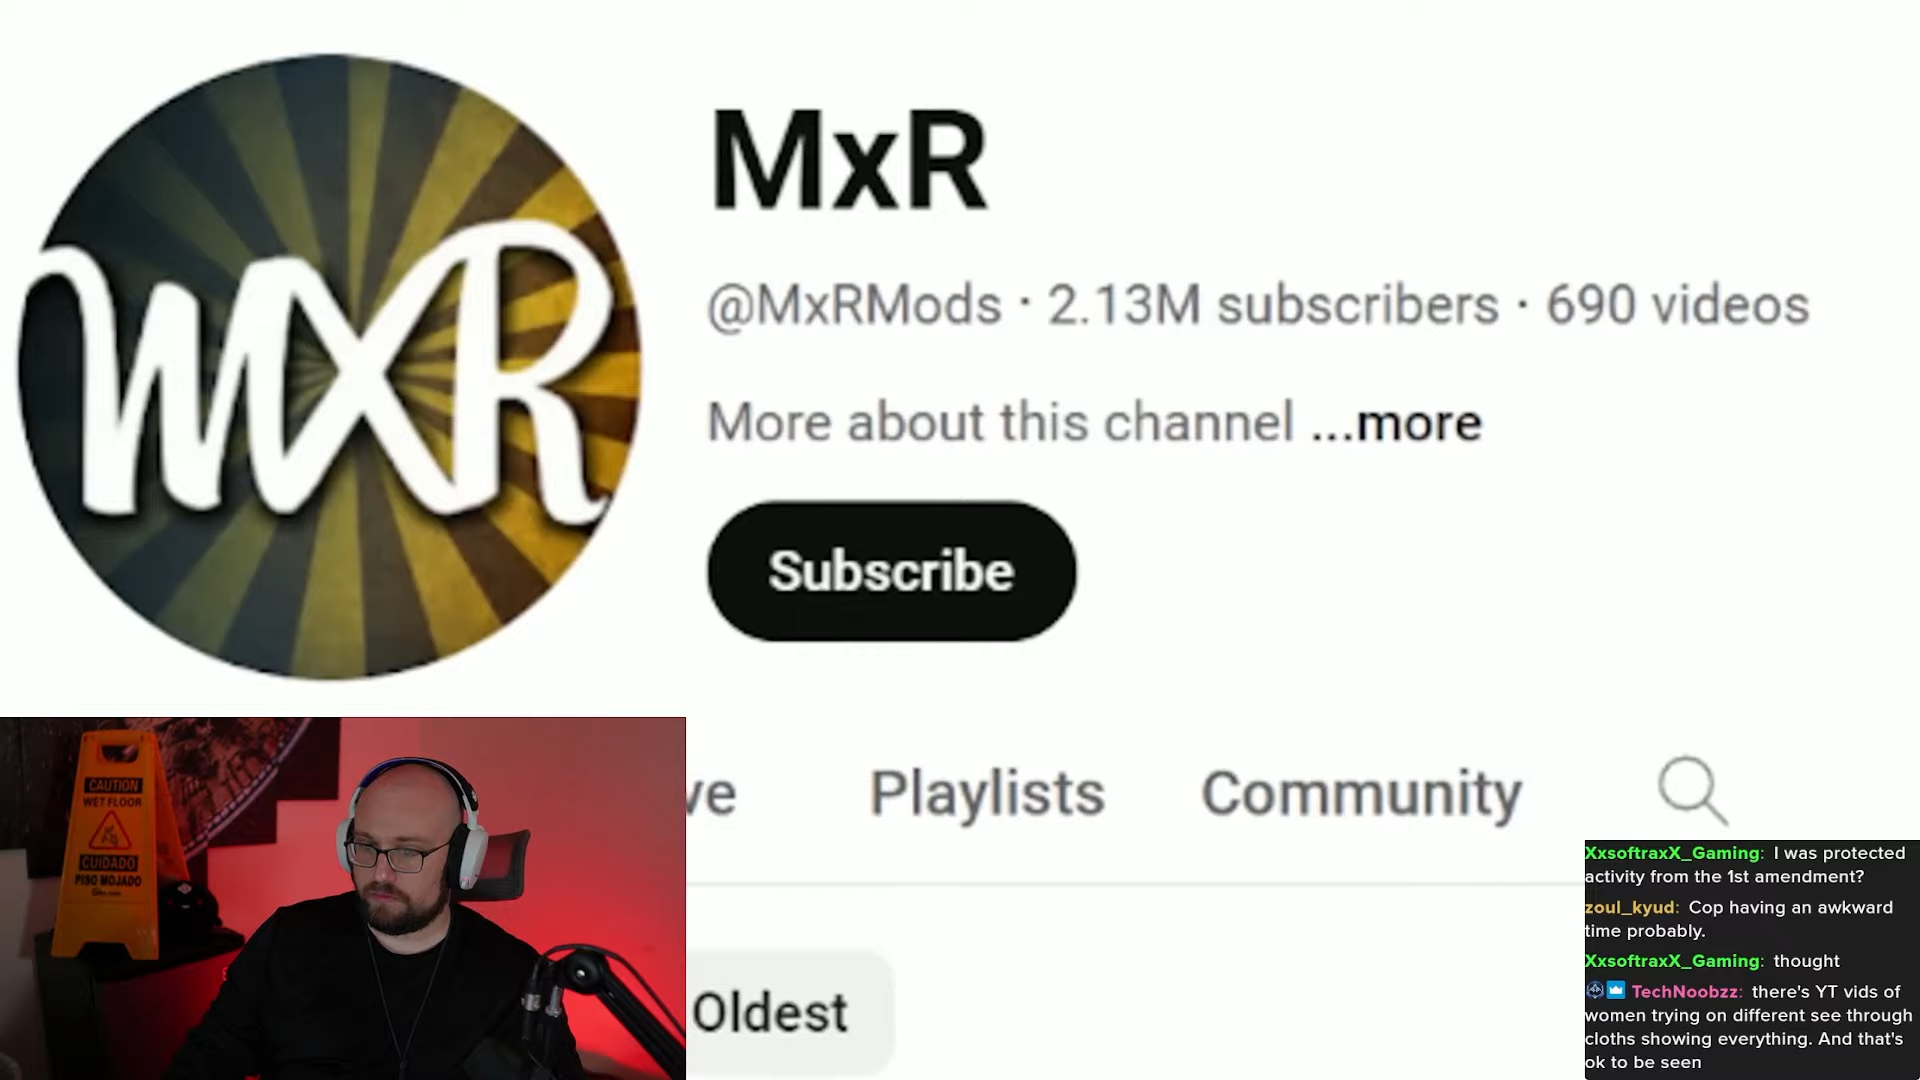 MxR
MxR
@MxRMods · 2.13M subscribers · 690 videos
More about this channel ...more
Subscribe
ve
Playlists
Community
Oldest
CAUTION
WET FLOOR
CUIDADO
PISO MOJADO
XxsoftraxX_Gaming: I was protected
activity from the 1st amendment?
zoul_kyud: Cop having an awkward
time probably.
XxsoftraxX_Gaming: thought
TechNoobzz: there's YT vids of
women trying on different see through
cloths showing everything. And that's
ok to be seen